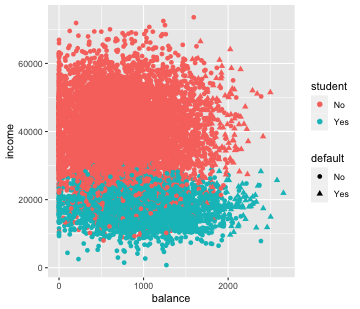 60000
40000
20000
0
income
0
1000
2000
balance
student
No
Yes
default
No
Yes